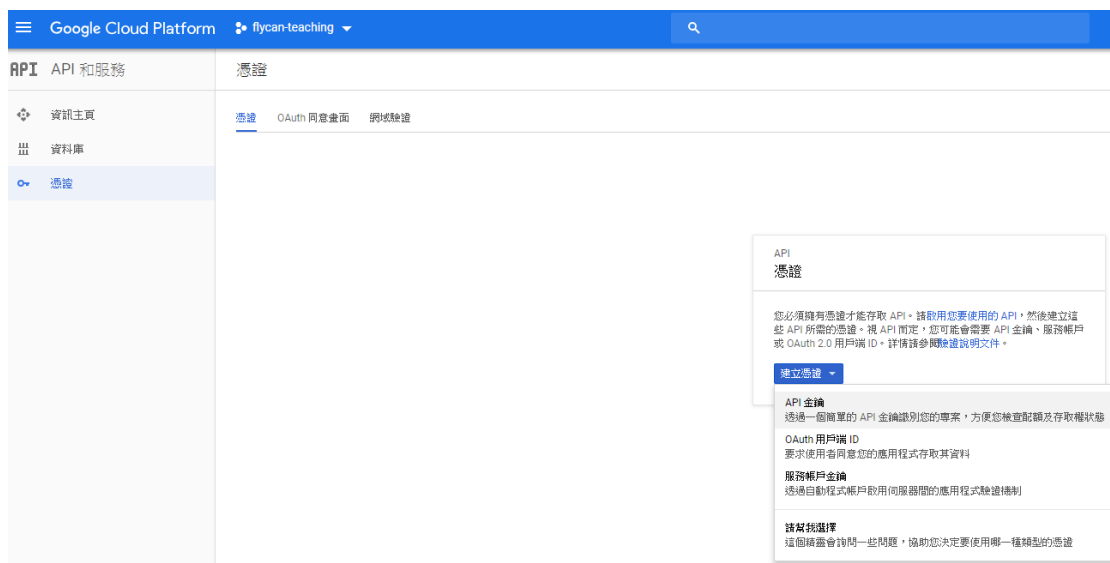 Google Cloud Platform flycan-teaching
API API 和服務
憑證
資訊主頁
資料庫
憑證
憑證 OAuth 同意畫面 網域驗證
API
憑證
您必須擁有憑證才能存取 API。請啟用您要使用的 API，然後建立這
些 API 所需的憑證。視 API 而定，您可能會需要 API 金鑰、服務帳戶
或 OAuth 2.0 用戶端 ID。詳情請參閱驗證說明文件。
建立憑證
API 金鑰
透過一個簡單的 API 金鑰識別您的專案，方便您檢查配額及存取權狀態
OAuth 用戶端 ID
要求使用者同意您的應用程式存取其資料
服務帳戶金鑰
透過自動程式帳戶啟用伺服器間的應用程式驗證機制
請幫我選擇
這個精靈會詢問一些問題，協助您決定要使用哪一種類型的憑證